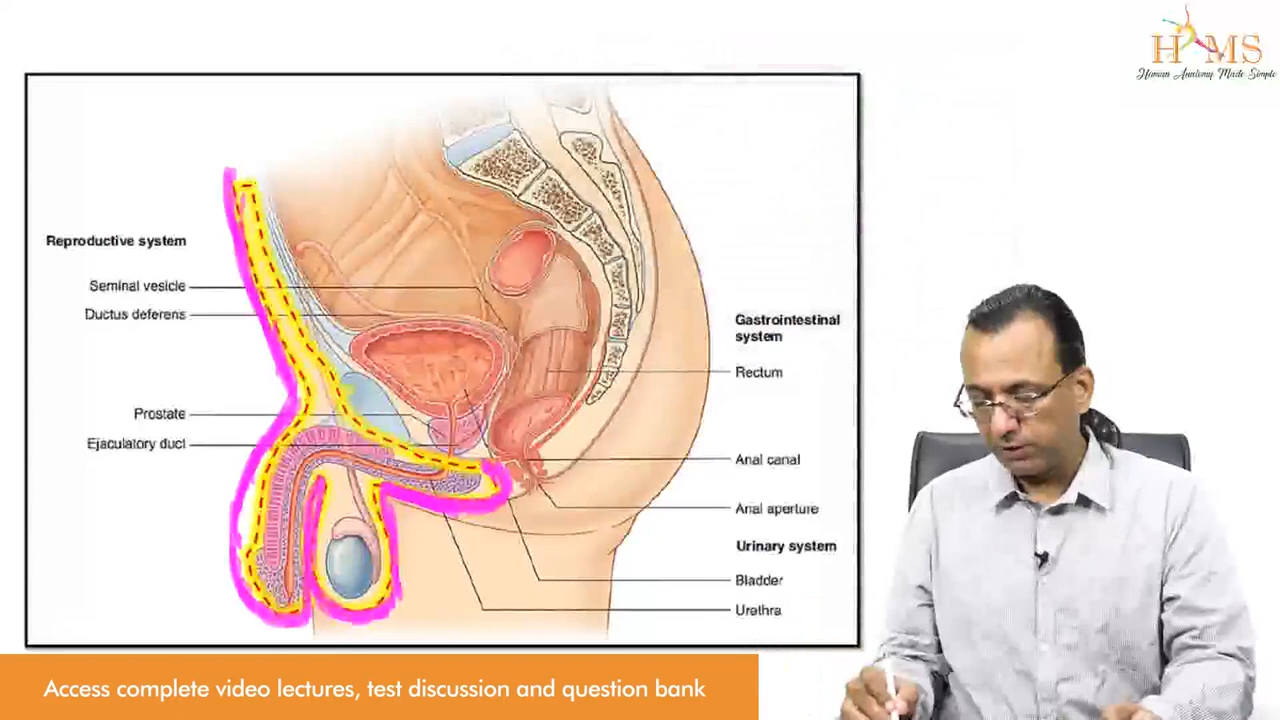 HAMS
Human Anatomy Made Simple
Reproductive system
Seminal vesicle
Ductus deferens
Prostate
Ejaculatory duct
Gastrointestinal
system
Rectum
Anal canal
Anal aperture
Urinary system
Bladder
Urethra
Access complete video lectures, test discussion and question bank